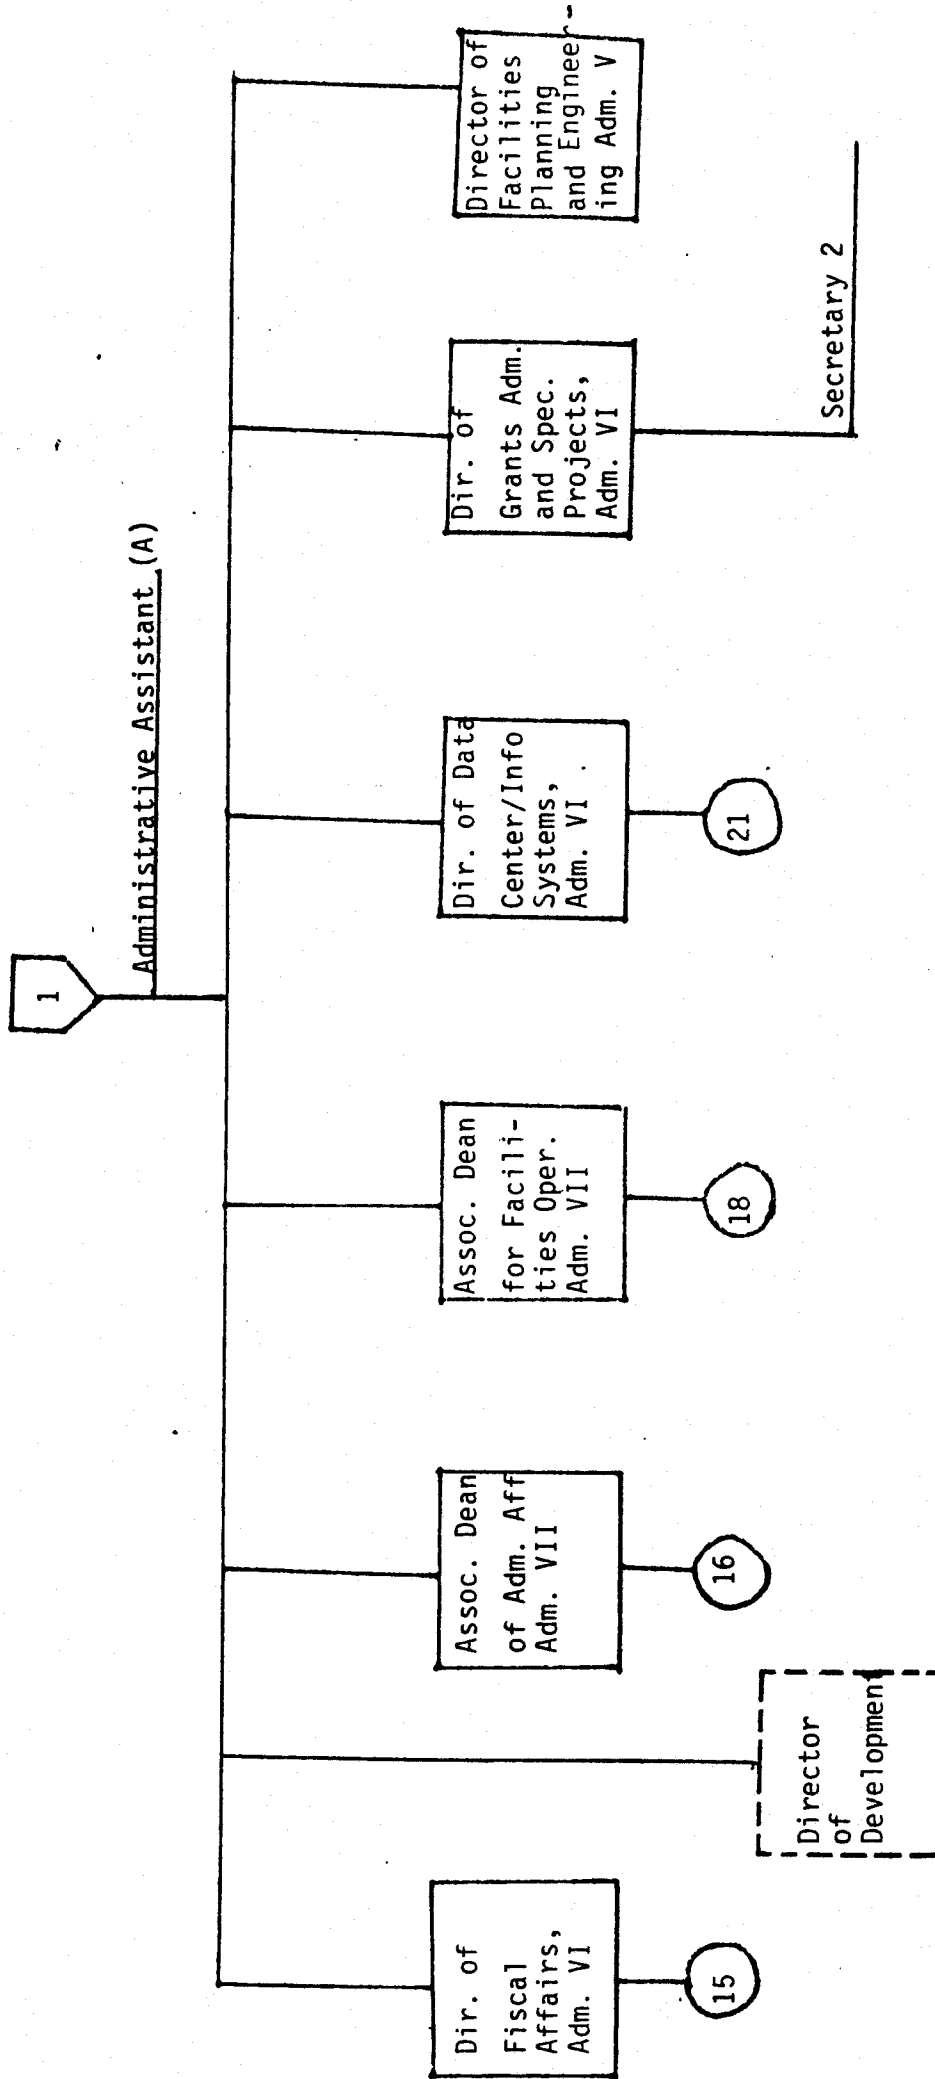 1
Administrative Assistant (A)
Dir. of
Fiscal
Affairs,
Adm. VI
15
Director
of
Development
Assoc. Dean
of Adm. Aff
Adm. VII
16
Assoc. Dean
for Facili-
ties Oper.
Adm. VII
18
Dir. of Data
Center/Info
Systems,
Adm. VI .
21
Dir. of
Grants Adm.
and Spec.
Projects,
Adm. VI
Secretary 2
Director of
Facilities
Planning
and Engineer-
ing Adm. V